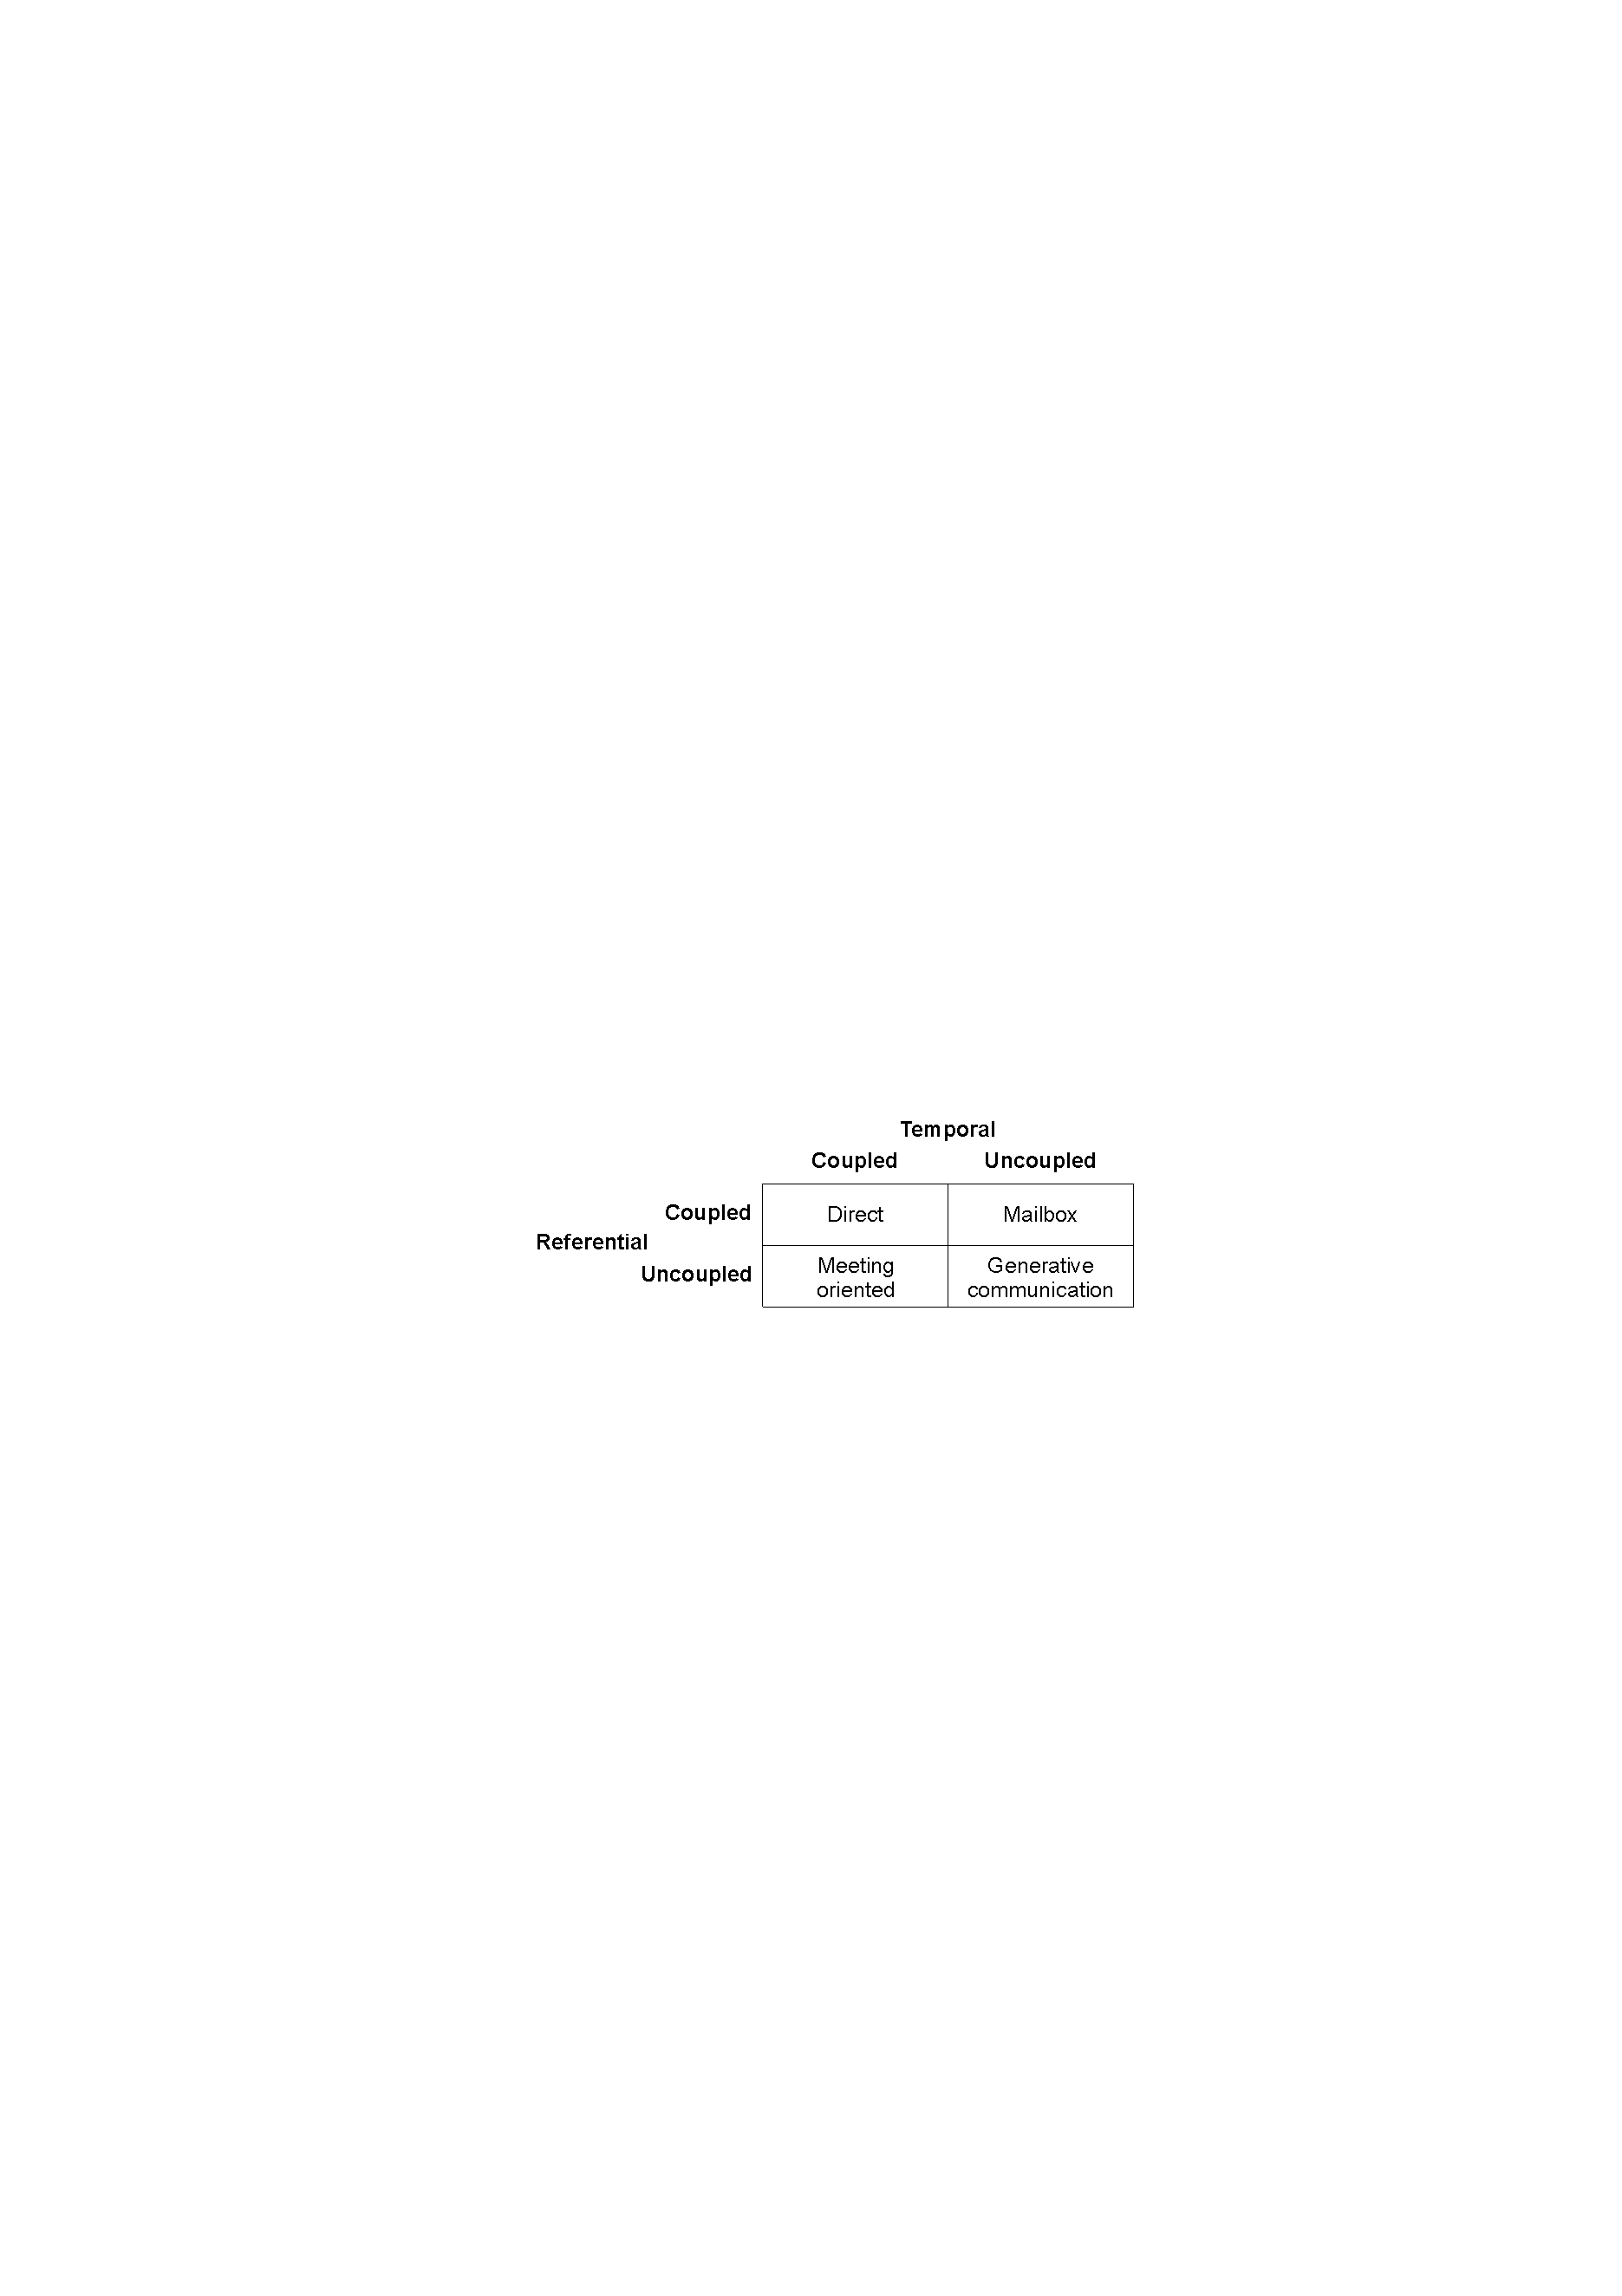 Temporal
Coupled Uncoupled
Coupled Direct Mailbox
Referential
Uncoupled Meeting oriented Generative communication